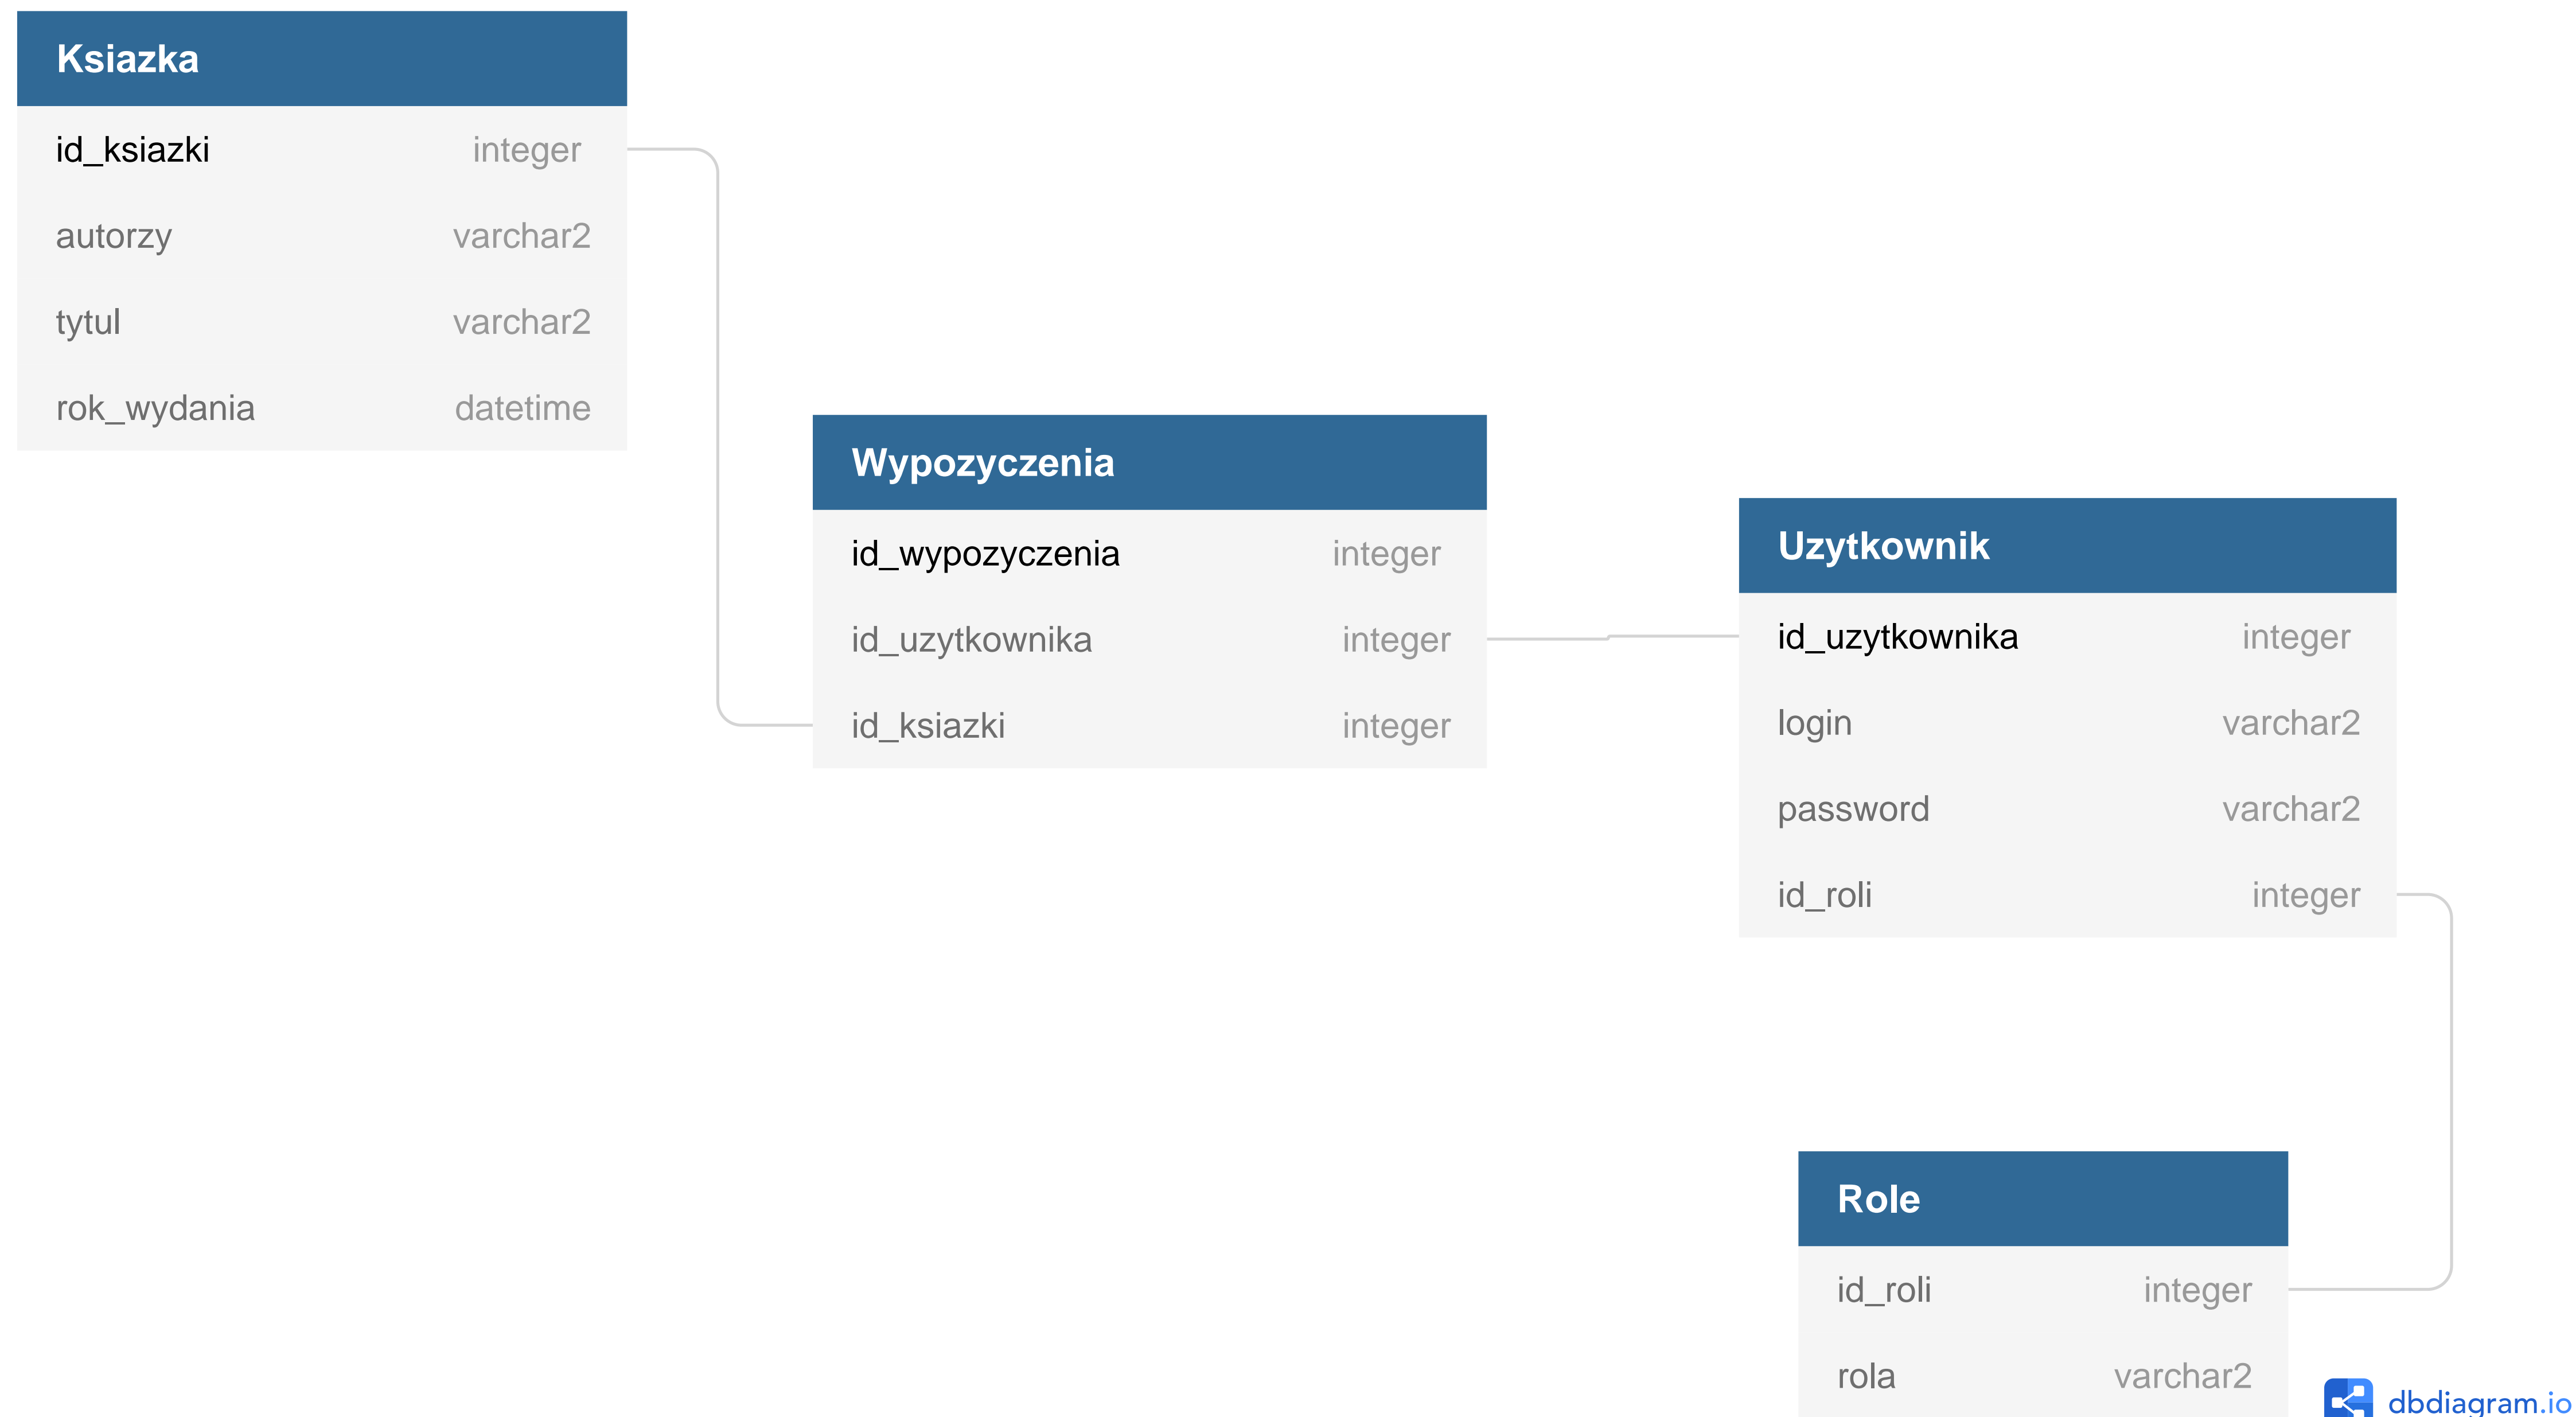 Ksiazka
id_ksiazki integer
autorzy varchar2
tytul varchar2
rok_wydania datetime
Wypozyczenia
id_wypozyczenia integer
id_uzytkownika integer
id_ksiazki integer
Uzytkownik
id_uzytkownika integer
login varchar2
password varchar2
id_roli integer
Role
id_roli integer
rola varchar2
dbdiagram.io